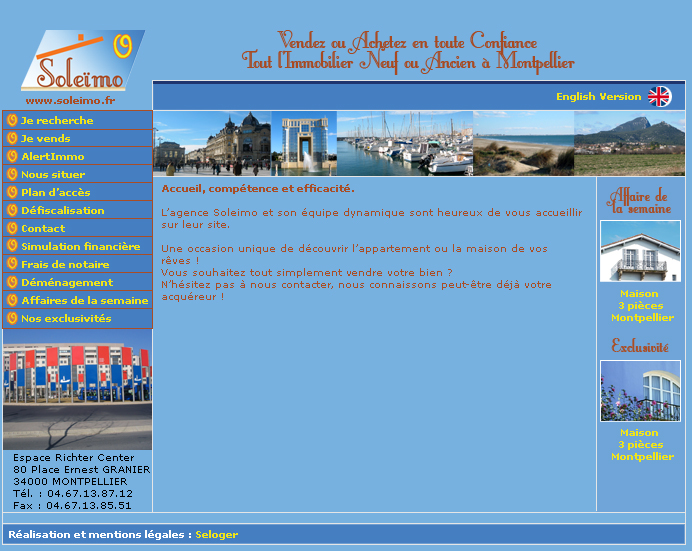 Soleïmo
www.soleimo.fr
Vendez ou Achetez en toute Confiance
Tout l'Immobilier Neuf ou Ancien à Montpellier
English Version
Je recherche
Je vends
AlertImmo
Nous situer
Plan d'accès
Défiscalisation
Contact
Simulation financière
Frais de notaire
Déménagement
Affaires de la semaine
Nos exclusivités
Espace Richter Center
80 Place Ernest GRANIER
34000 MONTPELLIER
Tél. : 04.67.13.87.12
Fax : 04.67.13.85.51
Accueil, compétence et efficacité.
L'agence Soleimo et son équipe dynamique sont heureux de vous accueillir
sur leur site.
Une occasion unique de découvrir l'appartement ou la maison de vos
rêves !
Vous souhaitez tout simplement vendre votre bien ?
N'hésitez pas à nous contacter, nous connaissons peut-être déjà votre
acquéreur !
Affaire de
la semaine
Maison
3 pièces
Montpellier
Exclusivité
Maison
3 pièces
Montpellier
Réalisation et mentions légales : Seloger